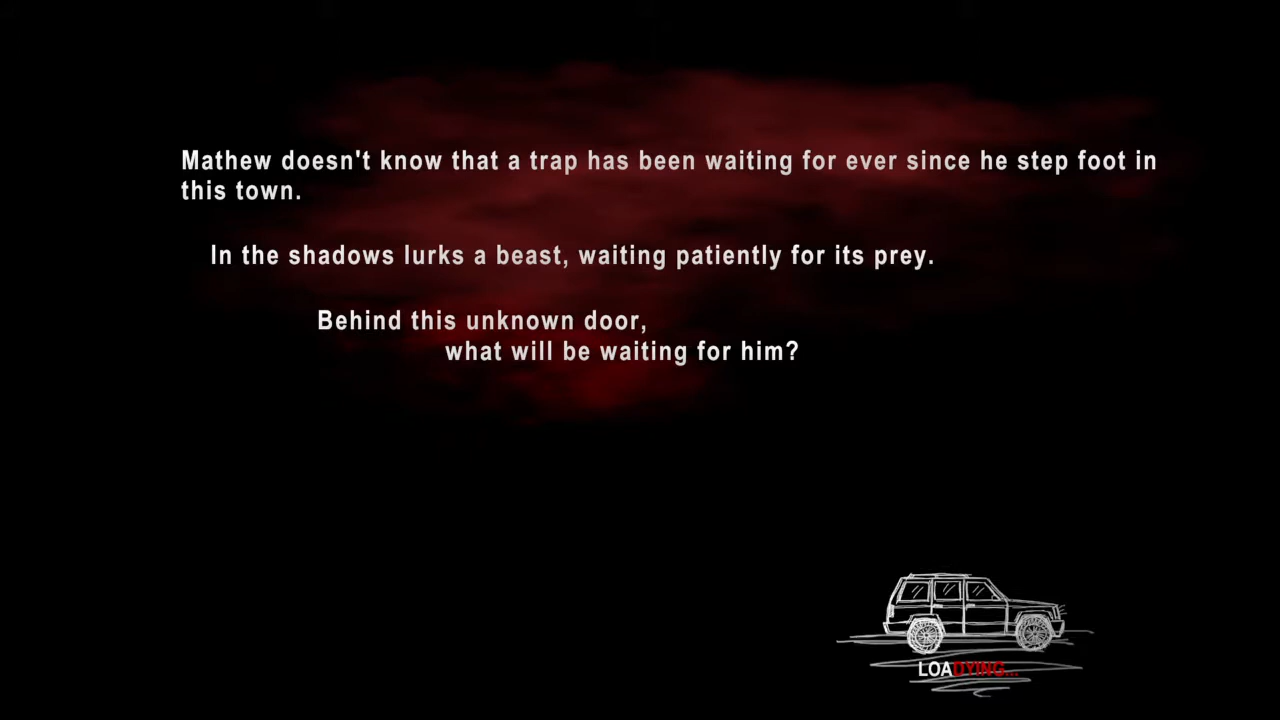 Mathew doesn't know that a trap has been waiting for ever since he step foot in
this town.
In the shadows lurks a beast, waiting patiently for its prey.
Behind this unknown door,
what will be waiting for him?
LOADYING...